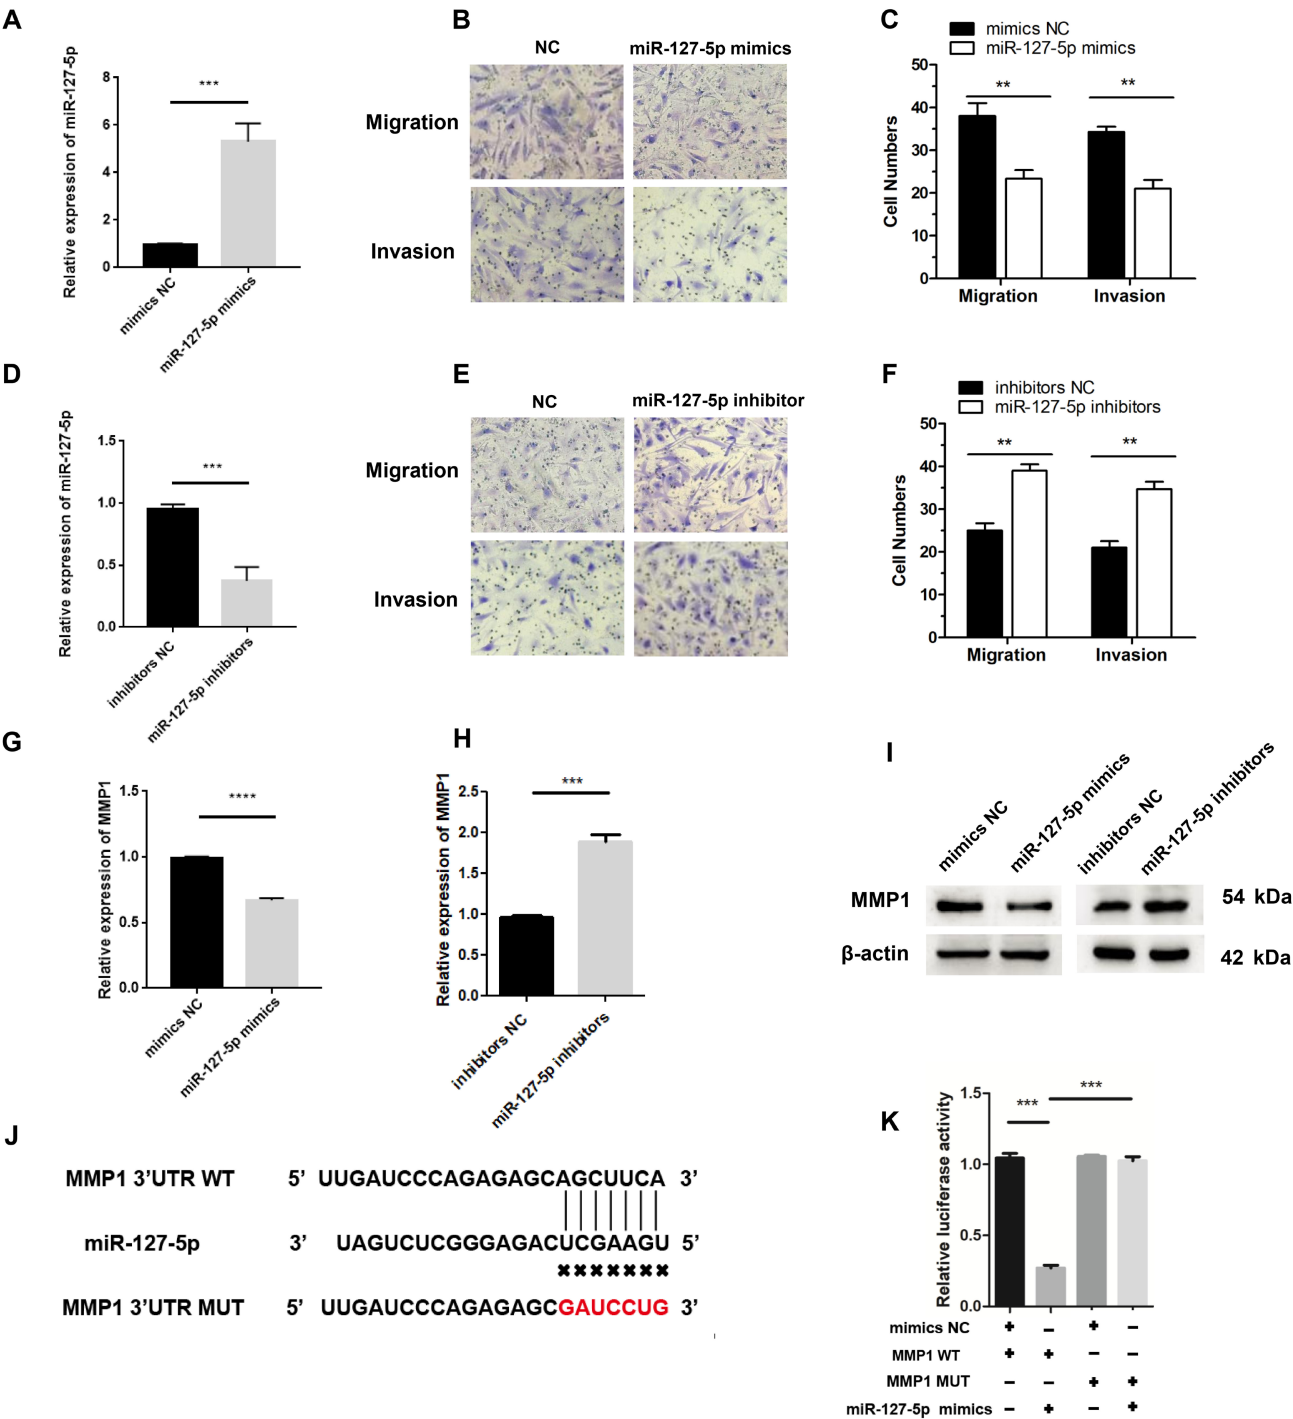 A
Relative expression of miR-127-5p
8
6
4
2
0
***
mimics NC
miR-127-5p mimics
B
NC
miR-127-5p mimics
Migration
Invasion
C
mimics NC
miR-127-5p mimics
Cell Numbers
50
40
30
20
10
0
**
**
Migration
Invasion
D
Relative expression of miR-127-5p
1.5
1.0
0.5
0.0
***
inhibitors NC
miR-127-5p inhibitors
E
NC
miR-127-5p inhibitor
Migration
Invasion
F
inhibitors NC
miR-127-5p inhibitors
Cell Numbers
50
40
30
20
10
0
**
**
Migration
Invasion
G
Relative expression of MMP1
1.5
1.0
0.5
0.0
****
mimics NC
miR-127-5p mimics
H
Relative expression of MMP1
2.5
2.0
1.5
1.0
0.5
0.0
***
inhibitors NC
miR-127-5p inhibitors
I
mimics NC
miR-127-5p mimics
inhibitors NC
miR-127-5p inhibitors
MMP1
54 kDa
β-actin
42 kDa
J
MMP1 3’UTR WT 5’ UUGAUCCCAGAGAGCAGCUUCA 3’
miR-127-5p 3’ UAGUCUCGGGAGACUCGAAGU 5’
MMP1 3’UTR MUT 5’ UUGAUCCCAGAGAGCGAUCCUG 3’
K
Relative luciferase activity
1.5
1.0
0.5
0.0
***
***
mimics NC + – + –
MMP1 WT + + – –
MMP1 MUT – – + +
miR-127-5p mimics – + – +